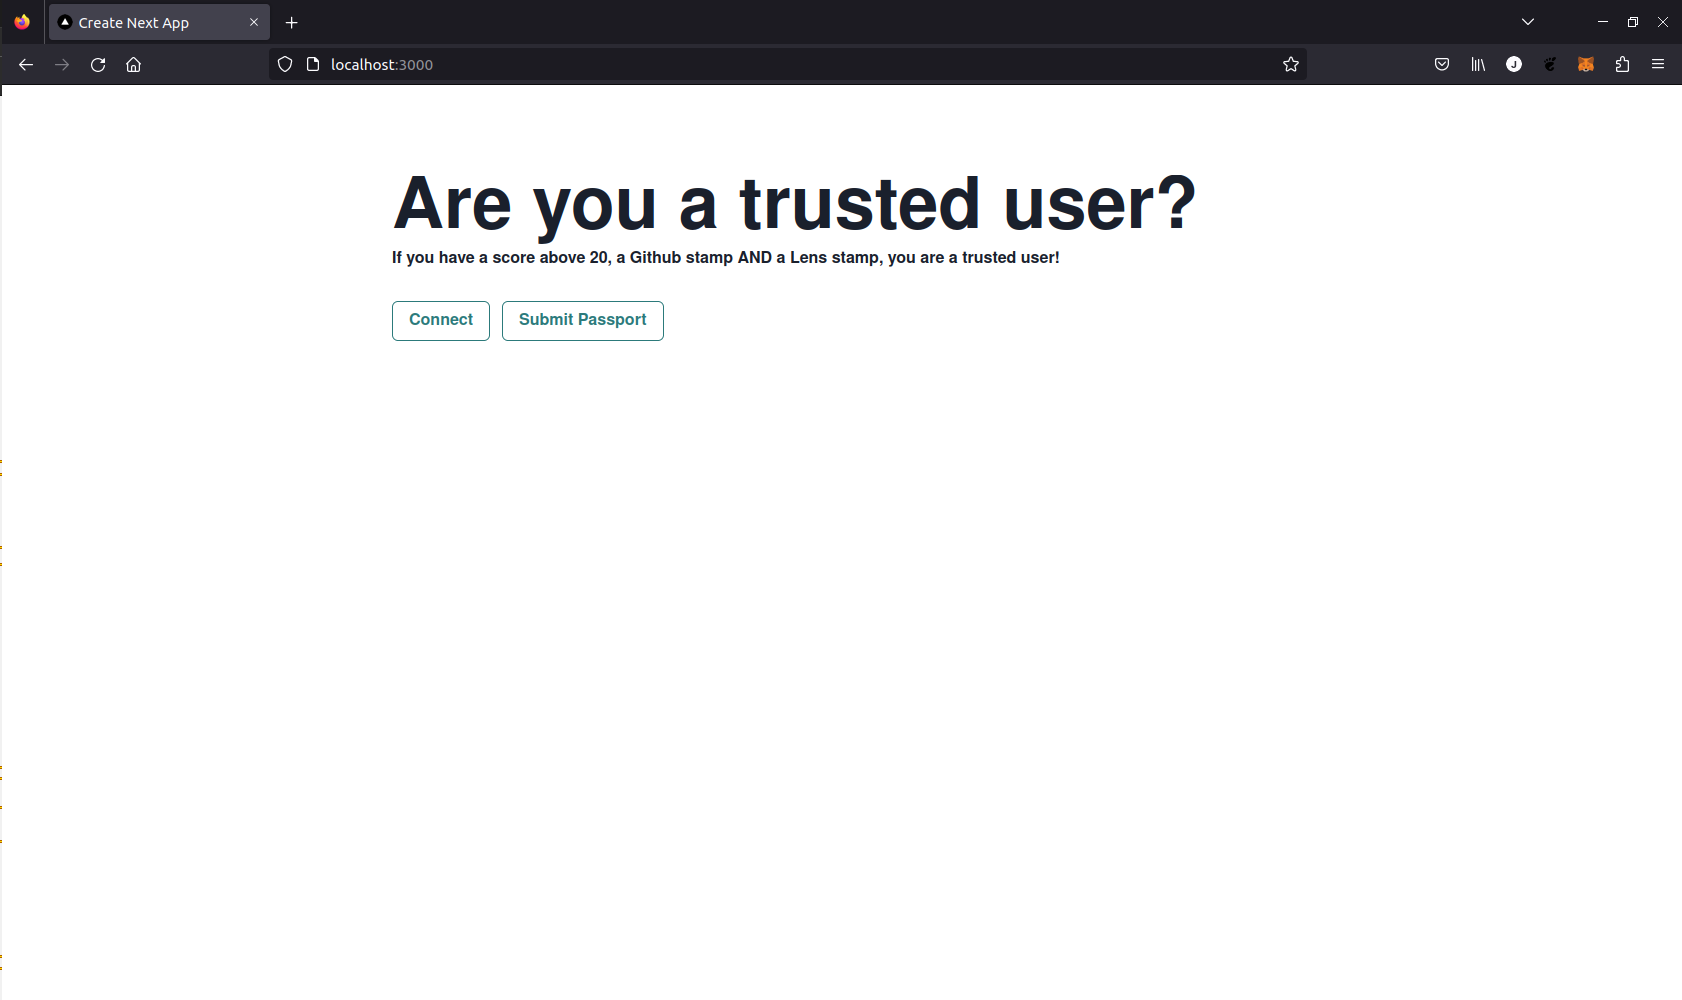 Create Next App
localhost:3000
J
Are you a trusted user?
If you have a score above 20, a Github stamp AND a Lens stamp, you are a trusted user!
Connect Submit Passport